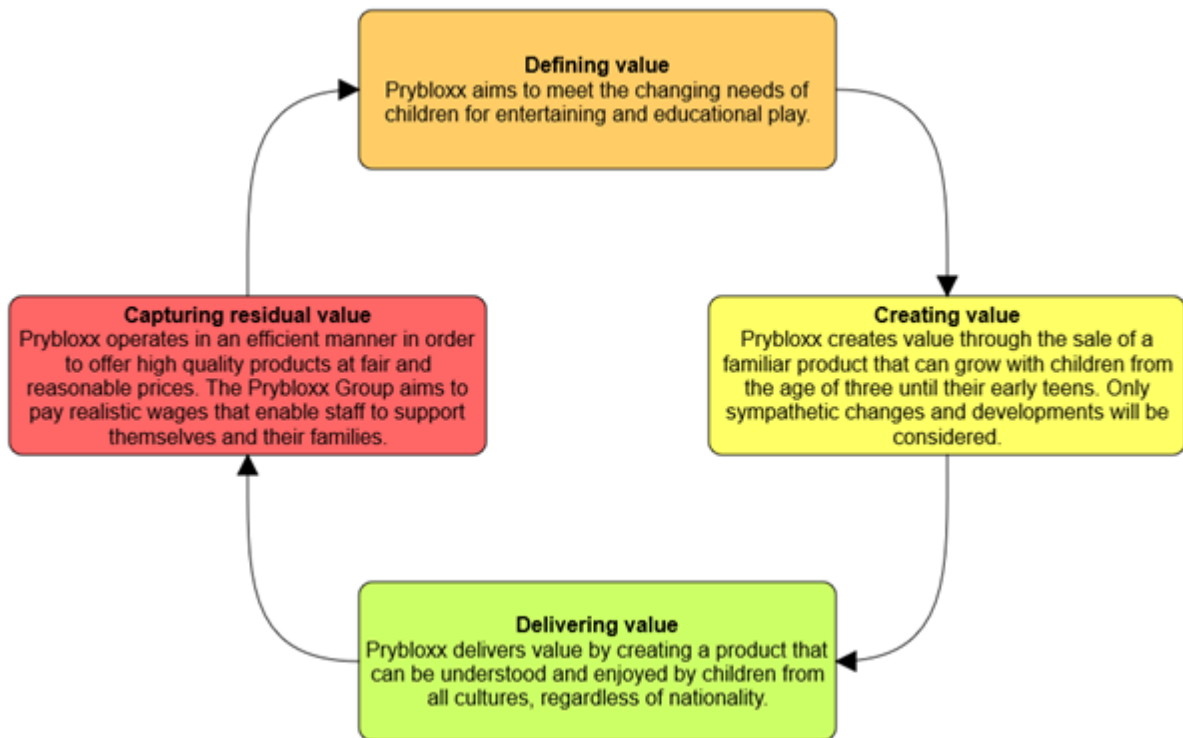 Defining value
Prybloxx aims to meet the changing needs of
children for entertaining and educational play.
Capturing residual value
Prybloxx operates in an efficient manner in order
to offer high quality products at fair and
reasonable prices. The Prybloxx Group aims to
pay realistic wages that enable staff to support
themselves and their families.
Creating value
Prybloxx creates value through the sale of a
familiar product that can grow with children from
the age of three until their early teens. Only
sympathetic changes and developments will be
considered.
Delivering value
Prybloxx delivers value by creating a product that
can be understood and enjoyed by children from
all cultures, regardless of nationality.